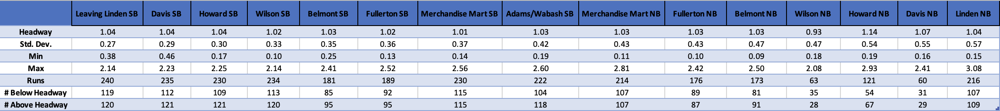 Leaving Linden SB Davis SB Howard SB Wilson SB Belmont SB Fullerton SB Merchandise Mart SB Adams/Wabash SB Merchandise Mart NB Fullerton NB Belmont NB Wilson NB Howard NB Davis NB Linden NB
Headway 1.04 1.04 1.04 1.02 1.03 1.02 1.01 1.03 1.03 1.03 1.03 0.93 1.14 1.07 1.04
Std. Dev. 0.27 0.29 0.30 0.33 0.35 0.36 0.37 0.42 0.43 0.43 0.47 0.47 0.54 0.55 0.57
Min 0.38 0.46 0.17 0.10 0.25 0.13 0.14 0.19 0.11 0.10 0.09 0.18 0.19 0.16 0.15
Max 2.14 2.23 2.25 2.14 2.41 2.52 2.56 2.60 2.81 2.42 2.50 2.08 2.93 2.41 3.08
Runs 240 235 230 234 181 189 230 222 214 176 173 63 121 60 216
# Below Headway 119 112 109 113 85 92 115 104 107 89 81 35 54 31 107
# Above Headway 120 121 121 120 95 95 115 118 107 87 91 28 67 29 109